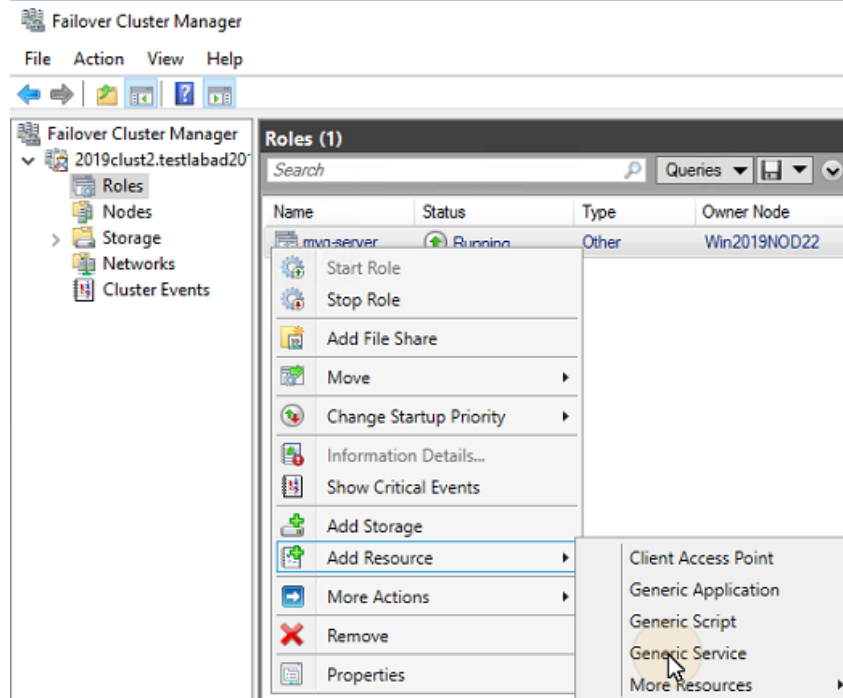 Failover Cluster Manager
File Action View Help
Failover Cluster Manager
2019clust2.testlabad20
Roles
Nodes
Storage
Networks
Cluster Events
Roles (1)
Search
Queries
Name Status Type Owner Node
myq-server Running Other Win2019NOD22
Start Role
Stop Role
Add File Share
Move
Change Startup Priority
Information Details...
Show Critical Events
Add Storage
Add Resource
More Actions
Remove
Properties
Client Access Point
Generic Application
Generic Script
Generic Service
More Resources